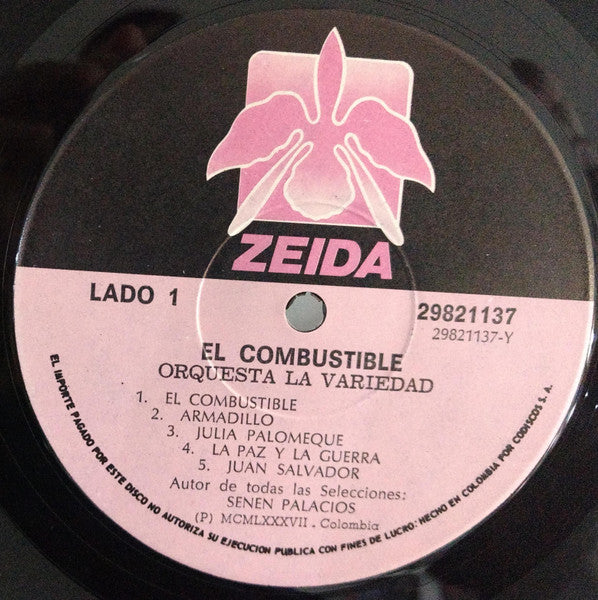 ZEIDA
LADO 1
29821137
29821137-Y
EL COMBUSTIBLE
ORQUESTA LA VARIEDAD
1. EL COMBUSTIBLE
2. ARMADILLO
3. JULIA PALOMEQUE
4. LA PAZ Y LA GUERRA
5. JUAN SALVADOR
Autor de todas las Selecciones:
SENEN PALACIOS
(P) MCMLXXXVII - Colombia
EL IMPORTE PAGADO POR ESTE DISCO NO AUTORIZA SU EJECUCION PUBLICA CON FINES DE LUCRO: HECHO EN COLOMBIA POR CODISCOS S. A.